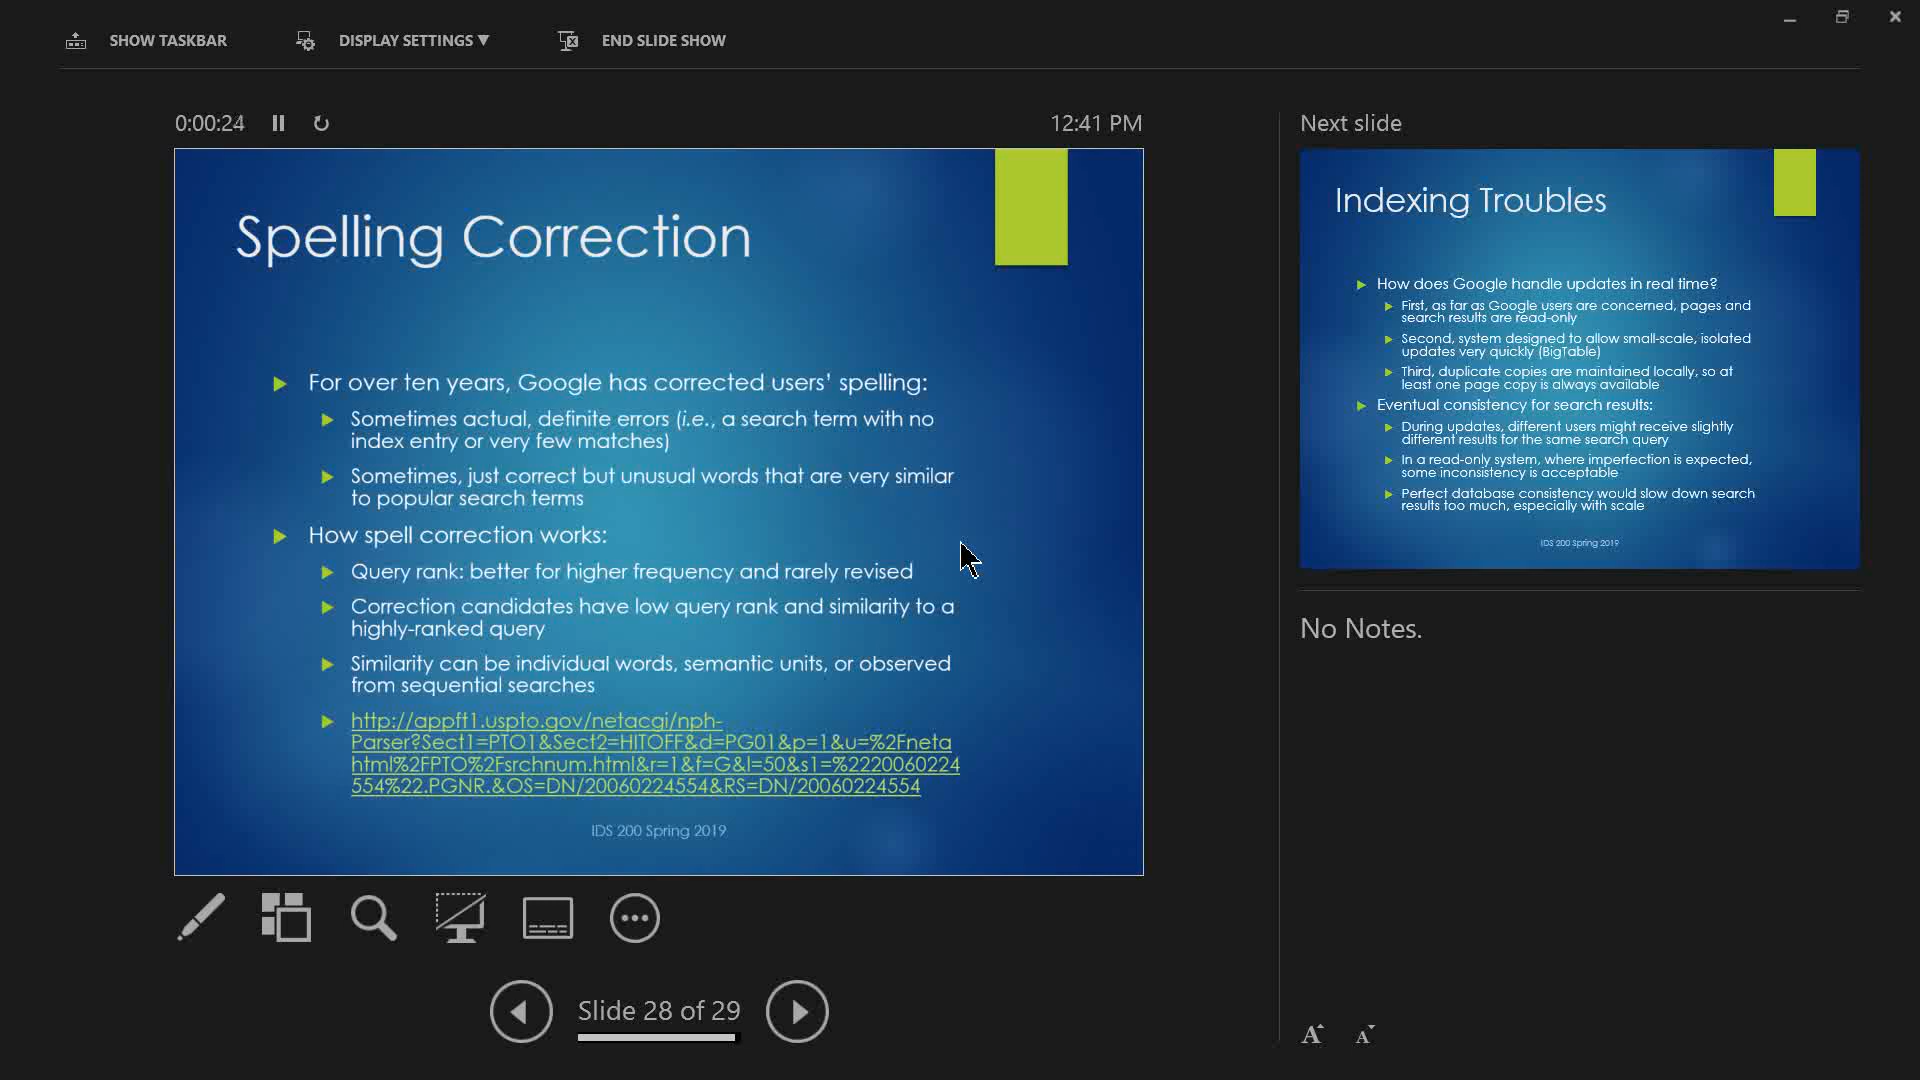 SHOW TASKBAR
DISPLAY SETTINGS ▼
END SLIDE SHOW
0:00:24
12:41 PM
Spelling Correction
For over ten years, Google has corrected users' spelling:
Sometimes actual, definite errors (i.e., a search term with no
index entry or very few matches)
Sometimes, just correct but unusual words that are very similar
to popular search terms
How spell correction works:
Query rank: better for higher frequency and rarely revised
Correction candidates have low query rank and similarity to a
highly-ranked query
Similarity can be individual words, semantic units, or observed
from sequential searches
http://appft1.uspto.gov/netacgi/nph-
Parser?Sect1=PTO1&Sect2=HITOFF&d=PG01&p=1&u=%2Fneta
html%2FPTO%2Fsrchnum.html&r=1&f=G&l=50&s1=%2220060224
554%22.PGNR.&OS=DN/20060224554&RS=DN/20060224554
IDS 200 Spring 2019
Slide 28 of 29
Next slide
Indexing Troubles
How does Google handle updates in real time?
First, as far as Google users are concerned, pages and
search results are read-only
Second, system designed to allow small-scale, isolated
updates very quickly (BigTable)
Third, duplicate copies are maintained locally, so at
least one page copy is always available
Eventual consistency for search results:
During updates, different users might receive slightly
different results for the same search query
In a read-only system, where imperfection is expected,
some inconsistency is acceptable
Perfect database consistency would slow down search
results too much, especially with scale
IDS 200 Spring 2019
No Notes.
A A